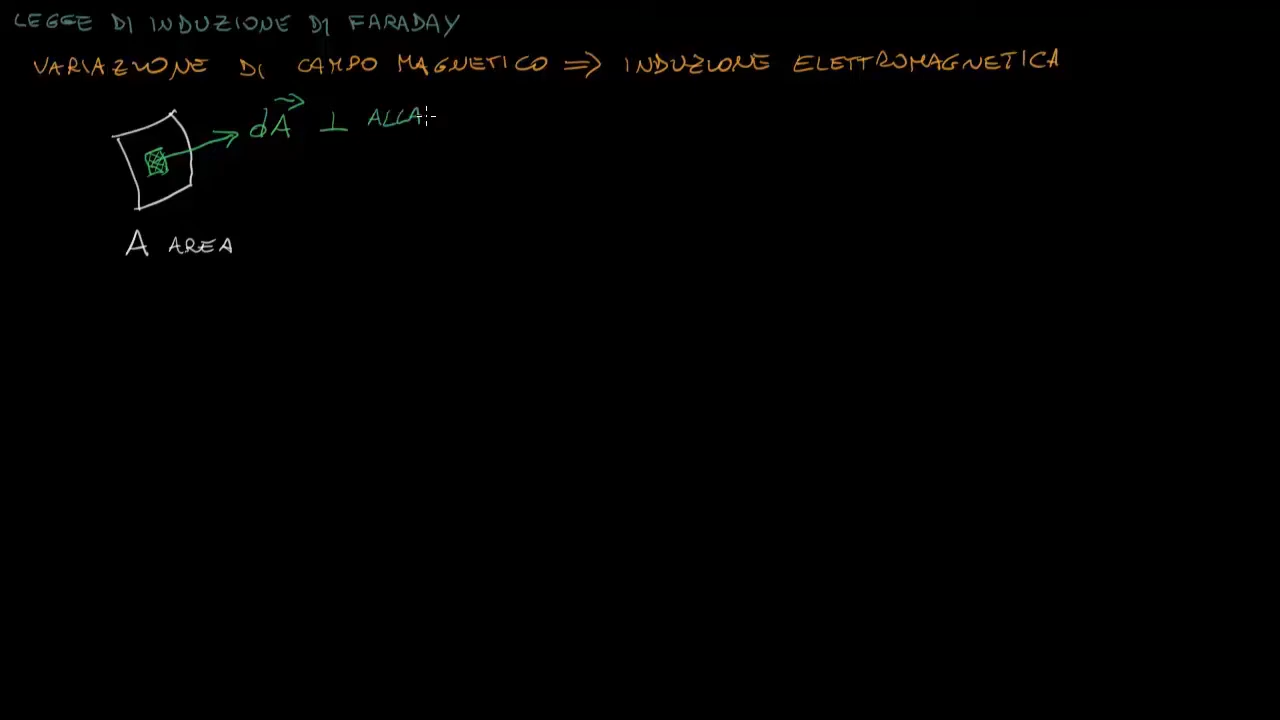 LEGGE DI INDUZIONE DI FARADAY
VARIAZIONE DI CAMPO MAGNETICO ⇒ INDUZIONE ELETTROMAGNETICA
dA ⊥ ALLA
A AREA